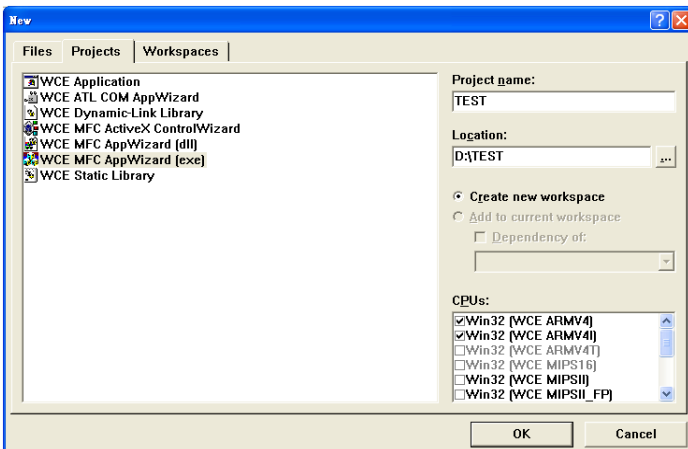 New
Files
Projects
Workspaces
WCE Application
WCE ATL COM AppWizard
WCE Dynamic-Link Library
WCE MFC ActiveX ControlWizard
WCE MFC AppWizard (dll)
WCE MFC AppWizard (exe)
WCE Static Library
Project name:
TEST
Location:
D:\TEST
...
Create new workspace
Add to current workspace
Dependency of:
CPUs:
Win32 (WCE ARMV4)
Win32 (WCE ARMV4I)
Win32 (WCE ARMV4T)
Win32 (WCE MIPS16)
Win32 (WCE MIPSII)
Win32 (WCE MIPSII_FP)
OK
Cancel